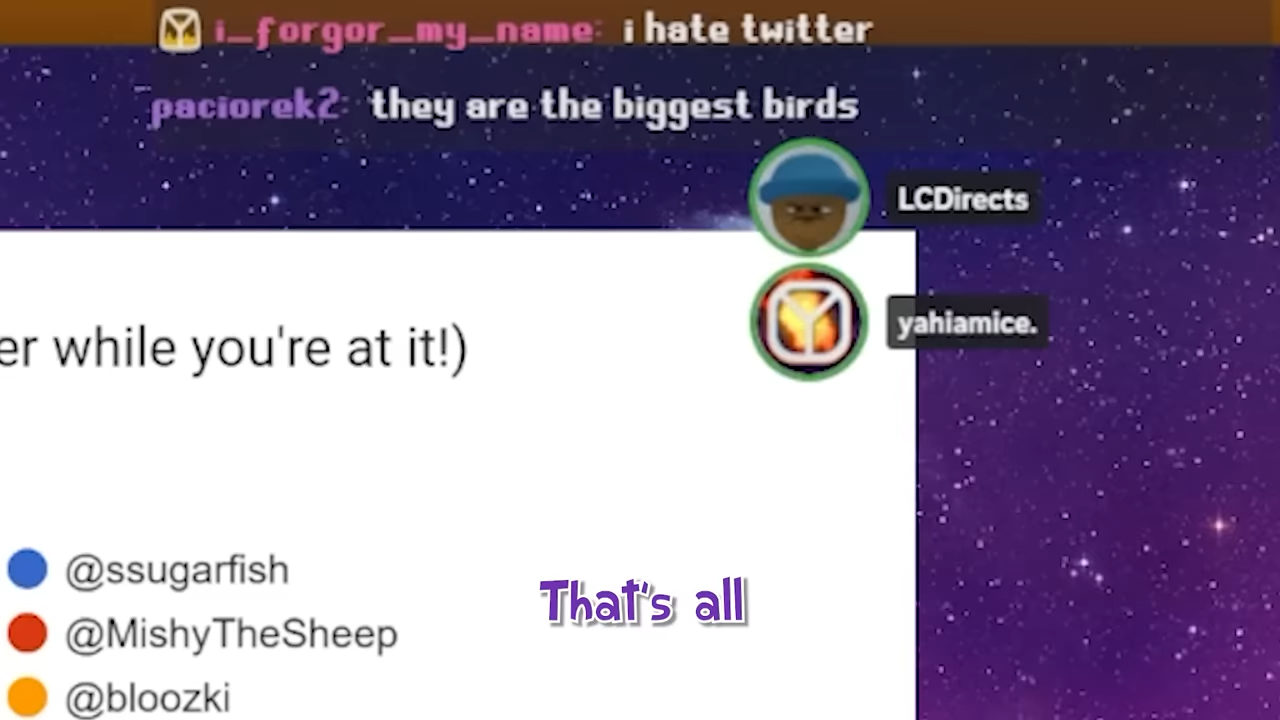 i_forgor_my_name: i hate twitter
paciorek2: they are the biggest birds
LCDirects
yahiamice.
er while you're at it!)
@ssugarfish
That's all
@MishyTheSheep
@bloozki